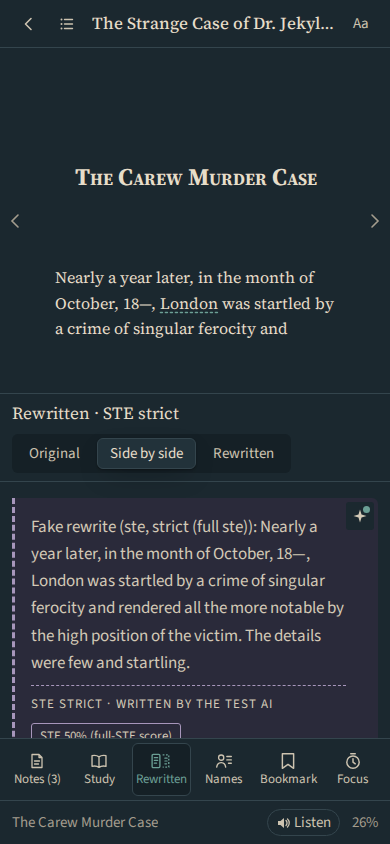 The Strange Case of Dr. Jekyl...
Aa
The Carew Murder Case
Nearly a year later, in the month of
October, 18—, London was startled by
a crime of singular ferocity and
Rewritten · STE strict
Original
Side by side
Rewritten
Fake rewrite (ste, strict (full ste)): Nearly a
year later, in the month of October, 18—,
London was startled by a crime of singular
ferocity and rendered all the more notable by
the high position of the victim. The details
were few and startling.
STE STRICT · WRITTEN BY THE TEST AI
STE 50% (full-STE score)
Notes (3)
Study
Rewritten
Names
Bookmark
Focus
The Carew Murder Case
Listen
26%